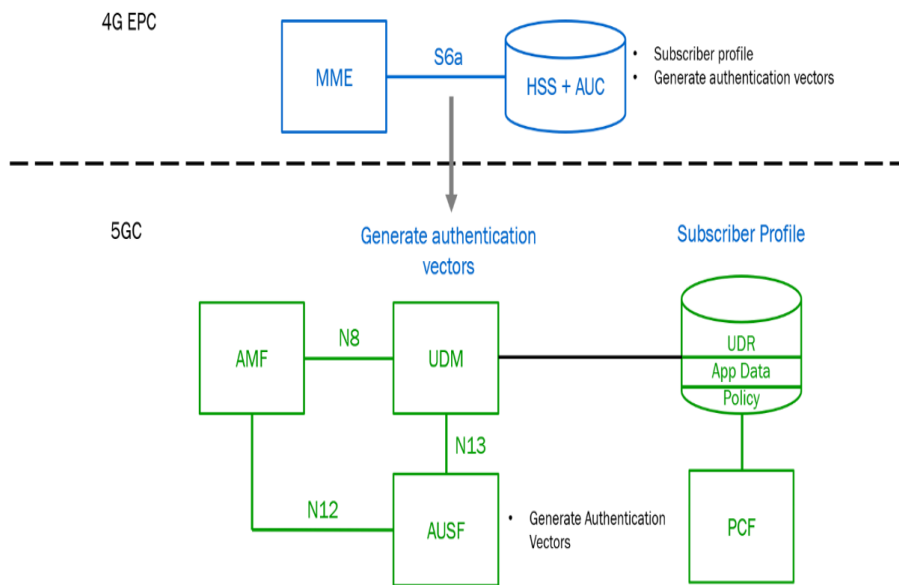 4G EPC
MME
S6a
HSS + AUC
• Subscriber profile
• Generate authentication vectors
5GC
Generate authentication
vectors
Subscriber Profile
AMF
N8
UDM
UDR
App Data
Policy
N13
N12
AUSF
• Generate Authentication
Vectors
PCF